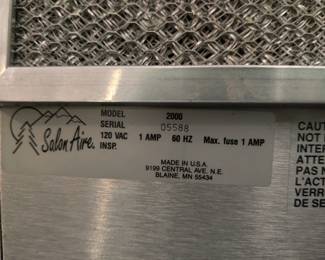 Salon Aire.
MODEL 2000
SERIAL 05588
120 VAC 1 AMP 60 HZ Max. fuse 1 AMP
INSP.
MADE IN U.S.A.
9199 CENTRAL AVE. N.E.
BLAINE, MN 55434
CAUT
NOT
INTER
ATTE
PAS
L'ACT
VERR
DE SE